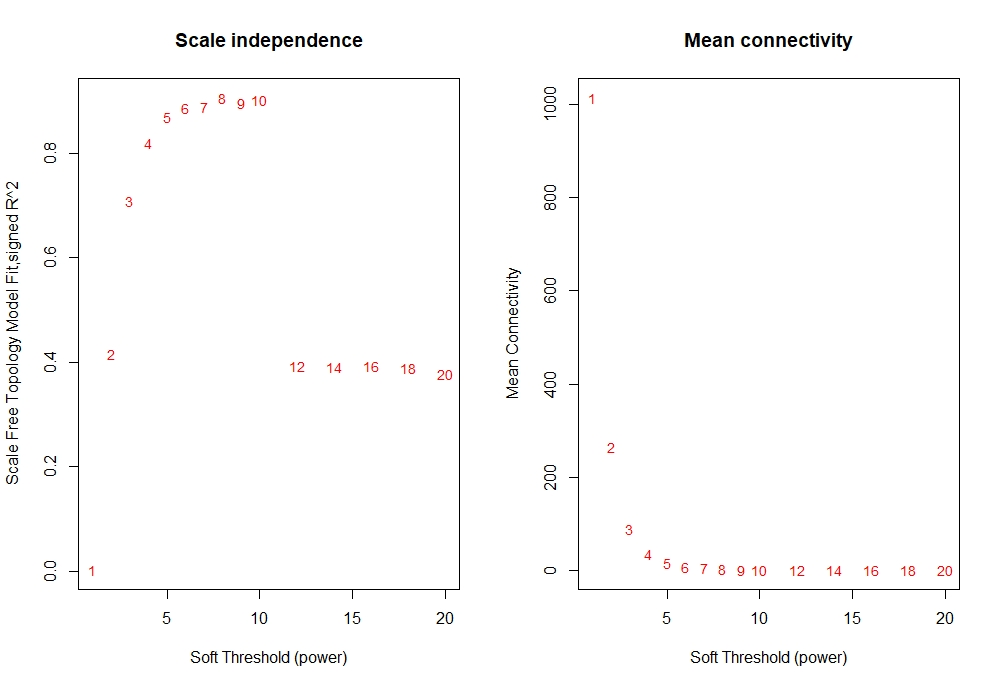 Scale independence
Scale Free Topology Model Fit,signed R^2
0.0 0.2 0.4 0.6 0.8
1 2 3 4 5 6 7 8 9 10 12 14 16 18 20
5 10 15 20
Soft Threshold (power)
Mean connectivity
Mean Connectivity
0 200 400 600 800 1000
1 2 3 4 5 6 7 8 9 10 12 14 16 18 20
5 10 15 20
Soft Threshold (power)